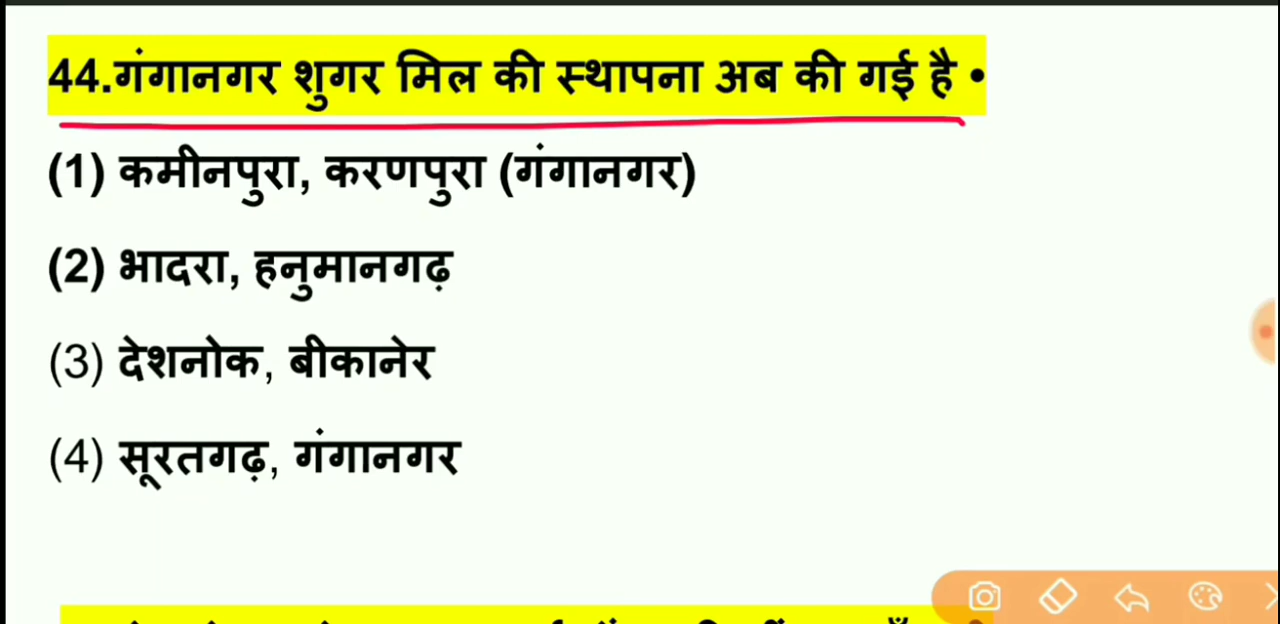 44.गंगानगर शुगर मिल की स्थापना अब की गई है •
(1) कमीनपुरा, करणपुरा (गंगानगर)
(2) भादरा, हनुमानगढ़
(3) देशनोक, बीकानेर
(4) सूरतगढ़, गंगानगर